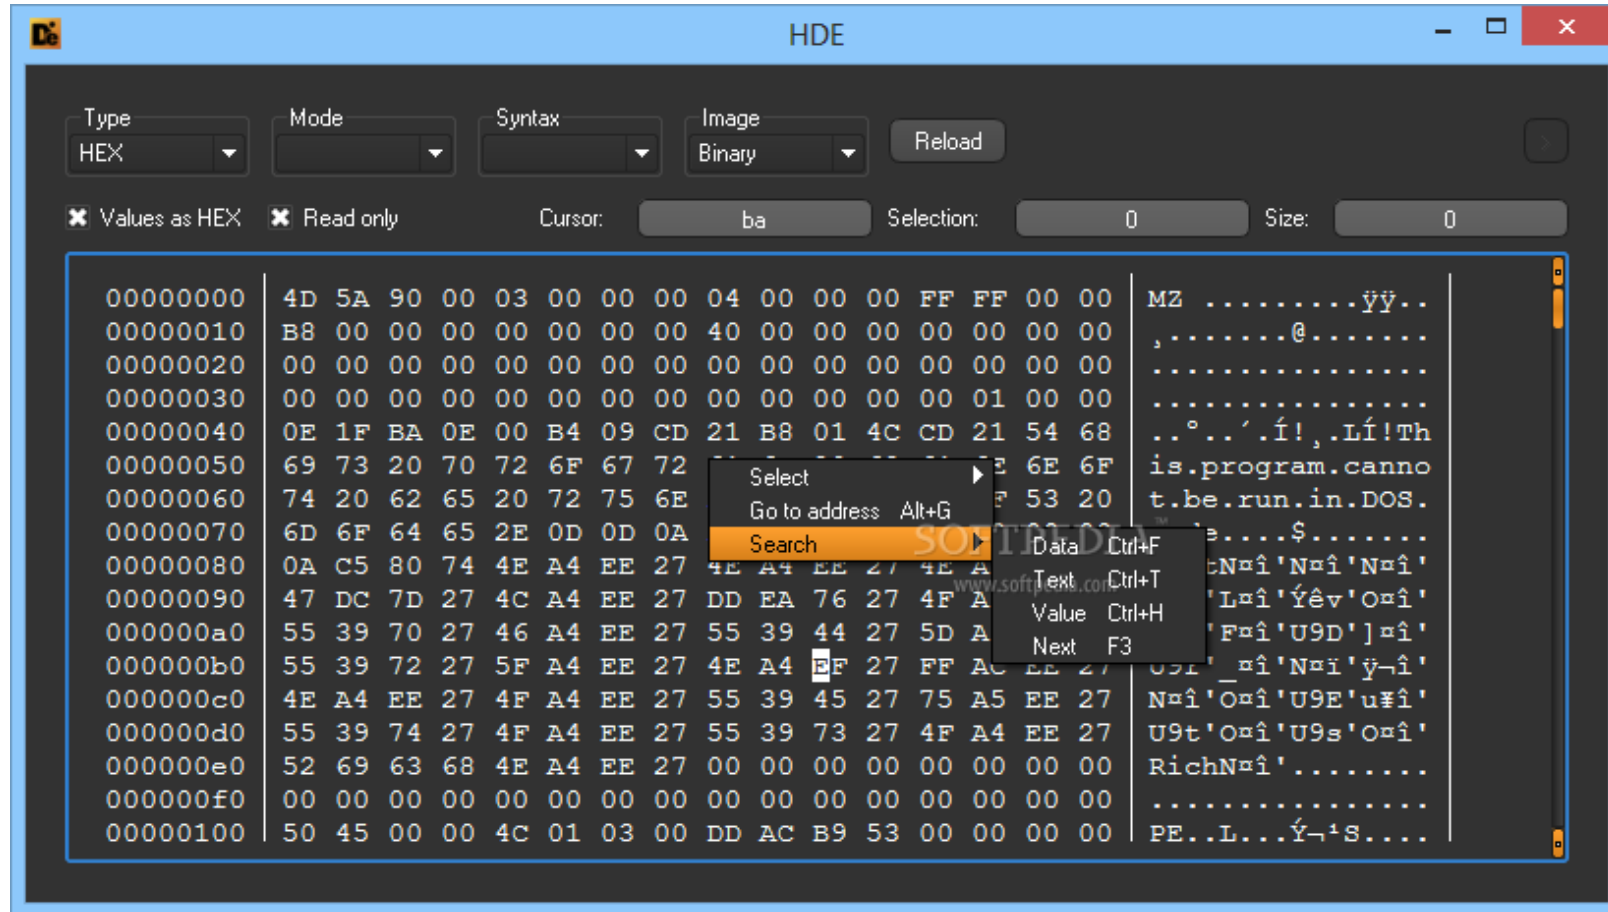 De
HDE
Type Mode Syntax Image
HEX Binary Reload
Values as HEX Read only Cursor: ba Selection: 0 Size: 0
00000000 4D 5A 90 00 03 00 00 00 04 00 00 00 FF FF 00 00 MZ .........ÿÿ..
00000010 B8 00 00 00 00 00 00 00 40 00 00 00 00 00 00 00 ¸.......@.......
00000020 00 00 00 00 00 00 00 00 00 00 00 00 00 00 00 00 ................
00000030 00 00 00 00 00 00 00 00 00 00 00 00 00 01 00 00 ................
00000040 0E 1F BA 0E 00 B4 09 CD 21 B8 01 4C CD 21 54 68 ..º..´.Í!¸.LÍ!Th
00000050 69 73 20 70 72 6F 67 72 6E 6F is.program.canno
00000060 74 20 62 65 20 72 75 6E 53 20 t.be.run.in.DOS.
00000070 6D 6F 64 65 2E 0D 0D 0A e....$.......
00000080 0A C5 80 74 4E A4 EE 27 4E A4 EE 27 4E A tN¤î'N¤î'N¤î'
00000090 47 DC 7D 27 4C A4 EE 27 DD EA 76 27 4F A 'L¤î'Ýêv'O¤î'
000000a0 55 39 70 27 46 A4 EE 27 55 39 44 27 5D A 'F¤î'U9D']¤î'
000000b0 55 39 72 27 5F A4 EE 27 4E A4 EF 27 FF AC EE 27 U9r'_¤î'N¤ï'ÿ¬î'
000000c0 4E A4 EE 27 4F A4 EE 27 55 39 45 27 75 A5 EE 27 N¤î'O¤î'U9E'u¥î'
000000d0 55 39 74 27 4F A4 EE 27 55 39 73 27 4F A4 EE 27 U9t'O¤î'U9s'O¤î'
000000e0 52 69 63 68 4E A4 EE 27 00 00 00 00 00 00 00 00 RichN¤î'........
000000f0 00 00 00 00 00 00 00 00 00 00 00 00 00 00 00 00 ................
00000100 50 45 00 00 4C 01 03 00 DD AC B9 53 00 00 00 00 PE..L...Ý¬¹S....
Select
Go to address Alt+G
Search
Data Ctrl+F
Text Ctrl+T
Value Ctrl+H
Next F3
SOFTPEDIA™
www.softpedia.com